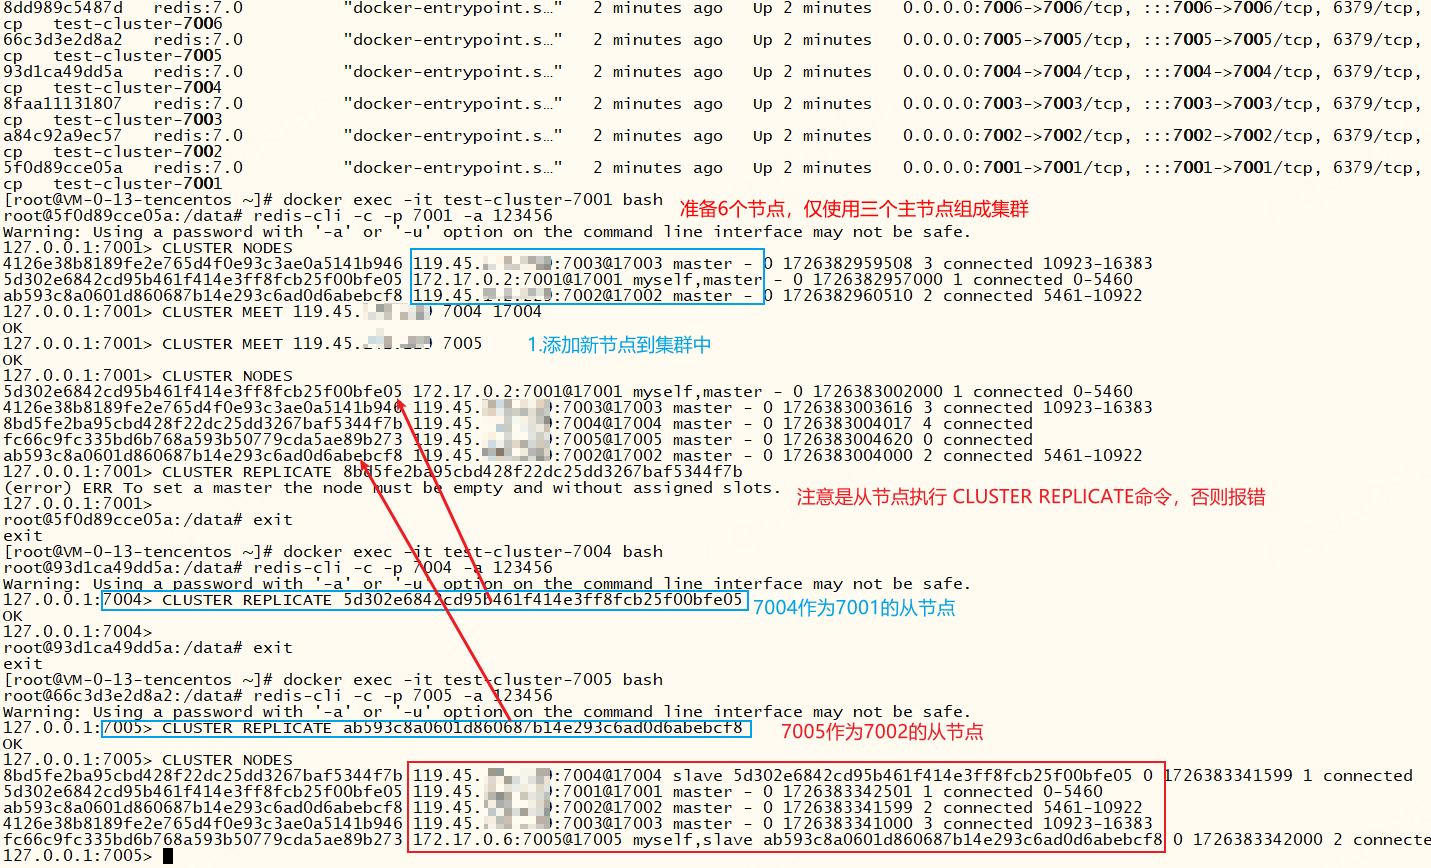 8dd989c5487d   redis:7.0          "docker-entrypoint.s…"   2 minutes ago   Up 2 minutes   0.0.0.0:7006->7006/tcp, :::7006->7006/tcp, 6379/tcp,
cp   test-cluster-7006
66c3d3e2d8a2   redis:7.0          "docker-entrypoint.s…"   2 minutes ago   Up 2 minutes   0.0.0.0:7005->7005/tcp, :::7005->7005/tcp, 6379/tcp,
cp   test-cluster-7005
93d1ca49dd5a   redis:7.0          "docker-entrypoint.s…"   2 minutes ago   Up 2 minutes   0.0.0.0:7004->7004/tcp, :::7004->7004/tcp, 6379/tcp,
cp   test-cluster-7004
8faa11131807   redis:7.0          "docker-entrypoint.s…"   2 minutes ago   Up 2 minutes   0.0.0.0:7003->7003/tcp, :::7003->7003/tcp, 6379/tcp,
cp   test-cluster-7003
a84c92a9ec57   redis:7.0          "docker-entrypoint.s…"   2 minutes ago   Up 2 minutes   0.0.0.0:7002->7002/tcp, :::7002->7002/tcp, 6379/tcp,
cp   test-cluster-7002
5f0d89cce05a   redis:7.0          "docker-entrypoint.s…"   2 minutes ago   Up 2 minutes   0.0.0.0:7001->7001/tcp, :::7001->7001/tcp, 6379/tcp,
cp   test-cluster-7001
[root@VM-0-13-tencentos ~]# docker exec -it test-cluster-7001 bash
root@5f0d89cce05a:/data# redis-cli -c -p 7001 -a 123456
准备6个节点，仅使用三个主节点组成集群
Warning: Using a password with '-a' or '-u' option on the command line interface may not be safe.
127.0.0.1:7001> CLUSTER NODES
4126e38b8189fe2e765d4f0e93c3ae0a5141b946 119.45. :7003@17003 master - 0 1726382959508 3 connected 10923-16383
5d302e6842cd95b461f414e3ff8fcb25f00bfe05 172.17.0.2:7001@17001 myself,master - 0 1726382957000 1 connected 0-5460
ab593c8a0601d860687b14e293c6ad0d6abebcf8 119.45. :7002@17002 master - 0 1726382960510 2 connected 5461-10922
127.0.0.1:7001> CLUSTER MEET 119.45. 7004 17004
OK
127.0.0.1:7001> CLUSTER MEET 119.45. 7005
1.添加新节点到集群中
OK
127.0.0.1:7001> CLUSTER NODES
5d302e6842cd95b461f414e3ff8fcb25f00bfe05 172.17.0.2:7001@17001 myself,master - 0 1726383002000 1 connected 0-5460
4126e38b8189fe2e765d4f0e93c3ae0a5141b946 119.45. :7003@17003 master - 0 1726383003616 3 connected 10923-16383
8bd5fe2ba95cbd428f22dc25dd3267baf5344f7b 119.45. :7004@17004 master - 0 1726383004017 4 connected
fc66c9fc335bd6b768a593b50779cda5ae89b273 119.45. :7005@17005 master - 0 1726383004620 0 connected
ab593c8a0601d860687b14e293c6ad0d6abebcf8 119.45. :7002@17002 master - 0 1726383004000 2 connected 5461-10922
127.0.0.1:7001> CLUSTER REPLICATE 8bd5fe2ba95cbd428f22dc25dd3267baf5344f7b
(error) ERR To set a master the node must be empty and without assigned slots.
注意是从节点执行 CLUSTER REPLICATE命令，否则报错
127.0.0.1:7001>
root@5f0d89cce05a:/data# exit
exit
[root@VM-0-13-tencentos ~]# docker exec -it test-cluster-7004 bash
root@93d1ca49dd5a:/data# redis-cli -c -p 7004 -a 123456
Warning: Using a password with '-a' or '-u' option on the command line interface may not be safe.
127.0.0.1:7004> CLUSTER REPLICATE 5d302e6842cd95b461f414e3ff8fcb25f00bfe05
7004作为7001的从节点
OK
127.0.0.1:7004>
root@93d1ca49dd5a:/data# exit
exit
[root@VM-0-13-tencentos ~]# docker exec -it test-cluster-7005 bash
root@66c3d3e2d8a2:/data# redis-cli -c -p 7005 -a 123456
Warning: Using a password with '-a' or '-u' option on the command line interface may not be safe.
127.0.0.1:7005> CLUSTER REPLICATE ab593c8a0601d860687b14e293c6ad0d6abebcf8
7005作为7002的从节点
OK
127.0.0.1:7005> CLUSTER NODES
8bd5fe2ba95cbd428f22dc25dd3267baf5344f7b 119.45. :7004@17004 slave 5d302e6842cd95b461f414e3ff8fcb25f00bfe05 0 1726383341599 1 connected
5d302e6842cd95b461f414e3ff8fcb25f00bfe05 119.45. :7001@17001 master - 0 1726383342501 1 connected 0-5460
ab593c8a0601d860687b14e293c6ad0d6abebcf8 119.45. :7002@17002 master - 0 1726383341599 2 connected 5461-10922
4126e38b8189fe2e765d4f0e93c3ae0a5141b946 119.45. :7003@17003 master - 0 1726383341000 3 connected 10923-16383
fc66c9fc335bd6b768a593b50779cda5ae89b273 172.17.0.6:7005@17005 myself,slave ab593c8a0601d860687b14e293c6ad0d6abebcf8 0 1726383342000 2 connecte
127.0.0.1:7005>